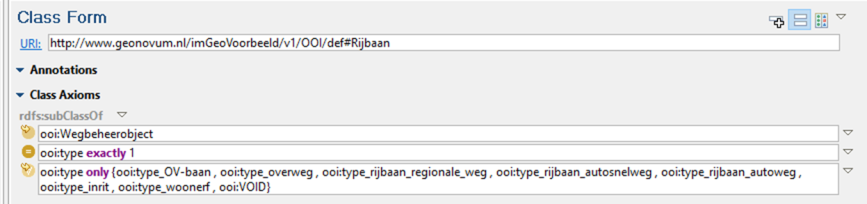 Class Form
URI: http://www.geonovum.nl/imGeoVoorbeeld/v1/OOI/def#Rijbaan
Annotations
Class Axioms
rdfs:subClassOf
ooi:Wegbeheerobject
ooi:type exactly 1
ooi:type only {ooi:type_OV-baan , ooi:type_overweg , ooi:type_rijbaan_regionale_weg , ooi:type_rijbaan_autosnelweg , ooi:type_rijbaan_autoweg ,
ooi:type_inrit , ooi:type_woonerf , ooi:VOID}